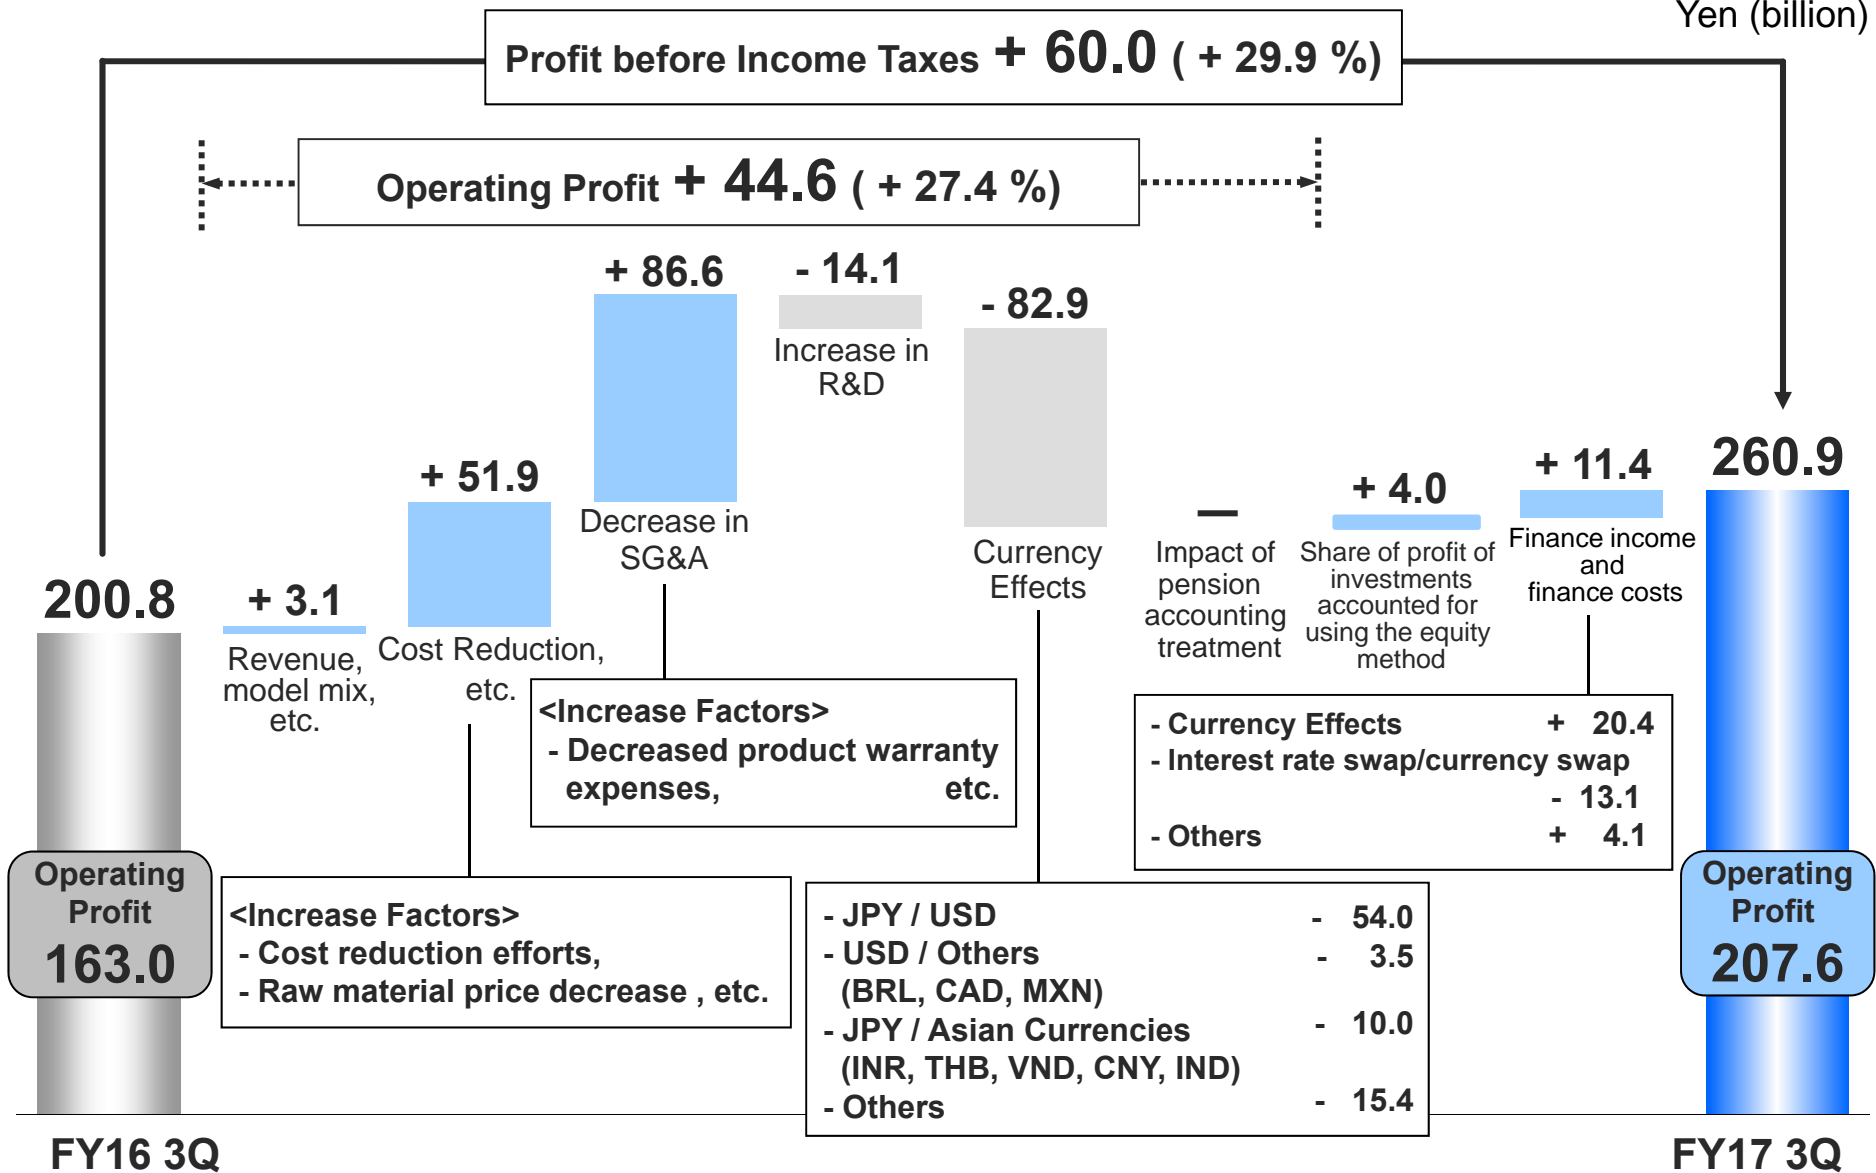 Yen (billion)
Profit before Income Taxes + 60.0 ( + 29.9 %)
Operating Profit + 44.6 ( + 27.4 %)
200.8
Operating
Profit
163.0
FY16 3Q
+ 3.1
Revenue,
model mix,
etc.
+ 51.9
Cost Reduction,
etc.
<Increase Factors>
- Cost reduction efforts,
- Raw material price decrease , etc.
+ 86.6
Decrease in
SG&A
<Increase Factors>
- Decreased product warranty
expenses, etc.
- 14.1
Increase in
R&D
- 82.9
Currency
Effects
- JPY / USD - 54.0
- USD / Others - 3.5
(BRL, CAD, MXN)
- JPY / Asian Currencies - 10.0
(INR, THB, VND, CNY, IND)
- Others - 15.4
—
Impact of
pension
accounting
treatment
+ 4.0
Share of profit of
investments
accounted for
using the equity
method
+ 11.4
Finance income
and
finance costs
- Currency Effects + 20.4
- Interest rate swap/currency swap
- 13.1
- Others + 4.1
260.9
Operating
Profit
207.6
FY17 3Q